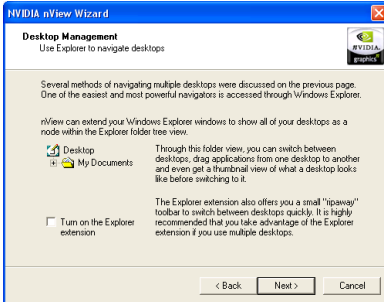 NVIDIA nView Wizard
Desktop Management
Use Explorer to navigate desktops
NVIDIA.
graphics
Several methods of navigating multiple desktops were discussed on the previous page.
One of the easiest and most powerful navigators is accessed through Windows Explorer.
nView can extend your Windows Explorer windows to show all of your desktops as a
node within the Explorer folder tree view.
Desktop
My Documents
Through this folder view, you can switch between
desktops, drag applications from one desktop to another
and even get a thumbnail view of what a desktop looks
like before switching to it.
Turn on the Explorer
extension
The Explorer extension also offers you a small "ripaway"
toolbar to switch between desktops quickly. It is highly
recommended that you take advantage of the Explorer
extension if you use multiple desktops.
< Back
Next >
Cancel